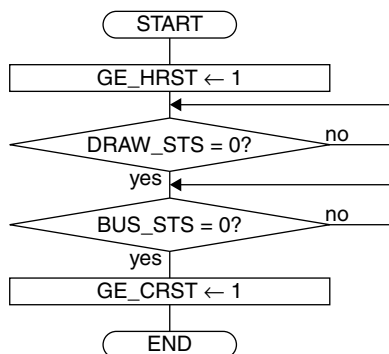 START
GE_HRST ← 1
DRAW_STS = 0?
no
yes
BUS_STS = 0?
no
yes
GE_CRST ← 1
END